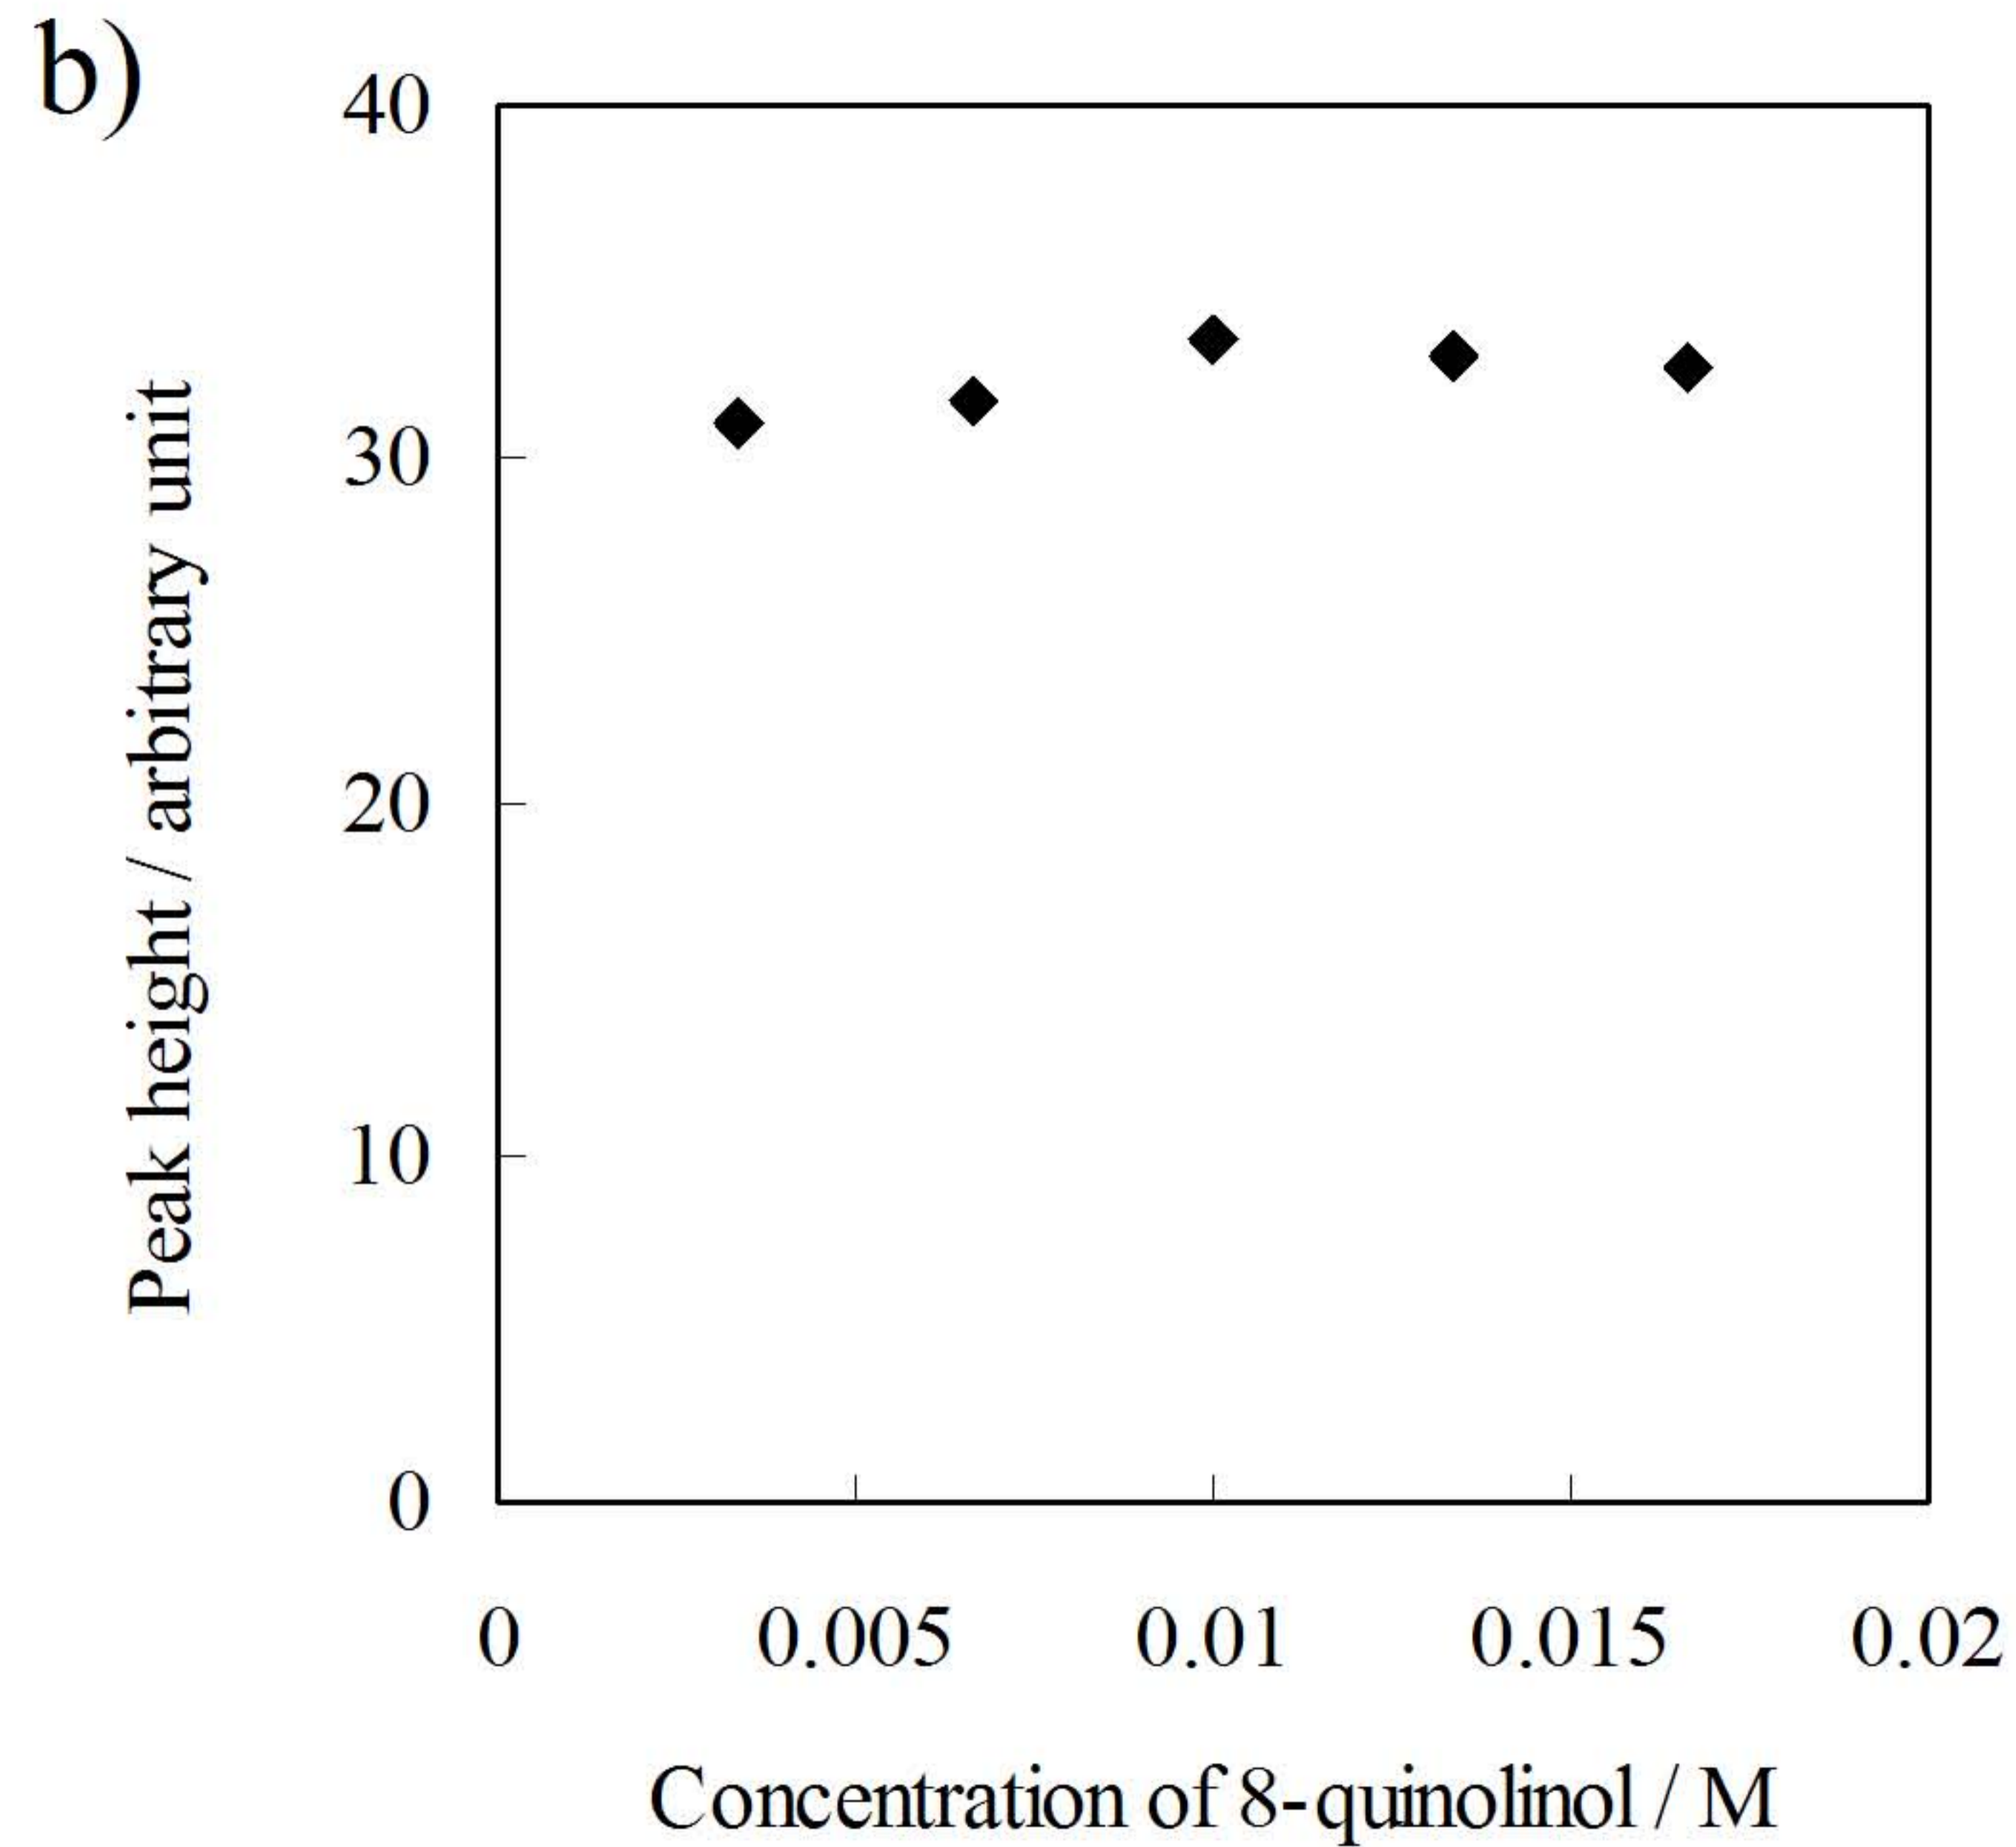 b)
40
30
20
10
0
Peak height / arbitrary unit
0 0.005 0.01 0.015 0.02
Concentration of 8-quinolinol / M